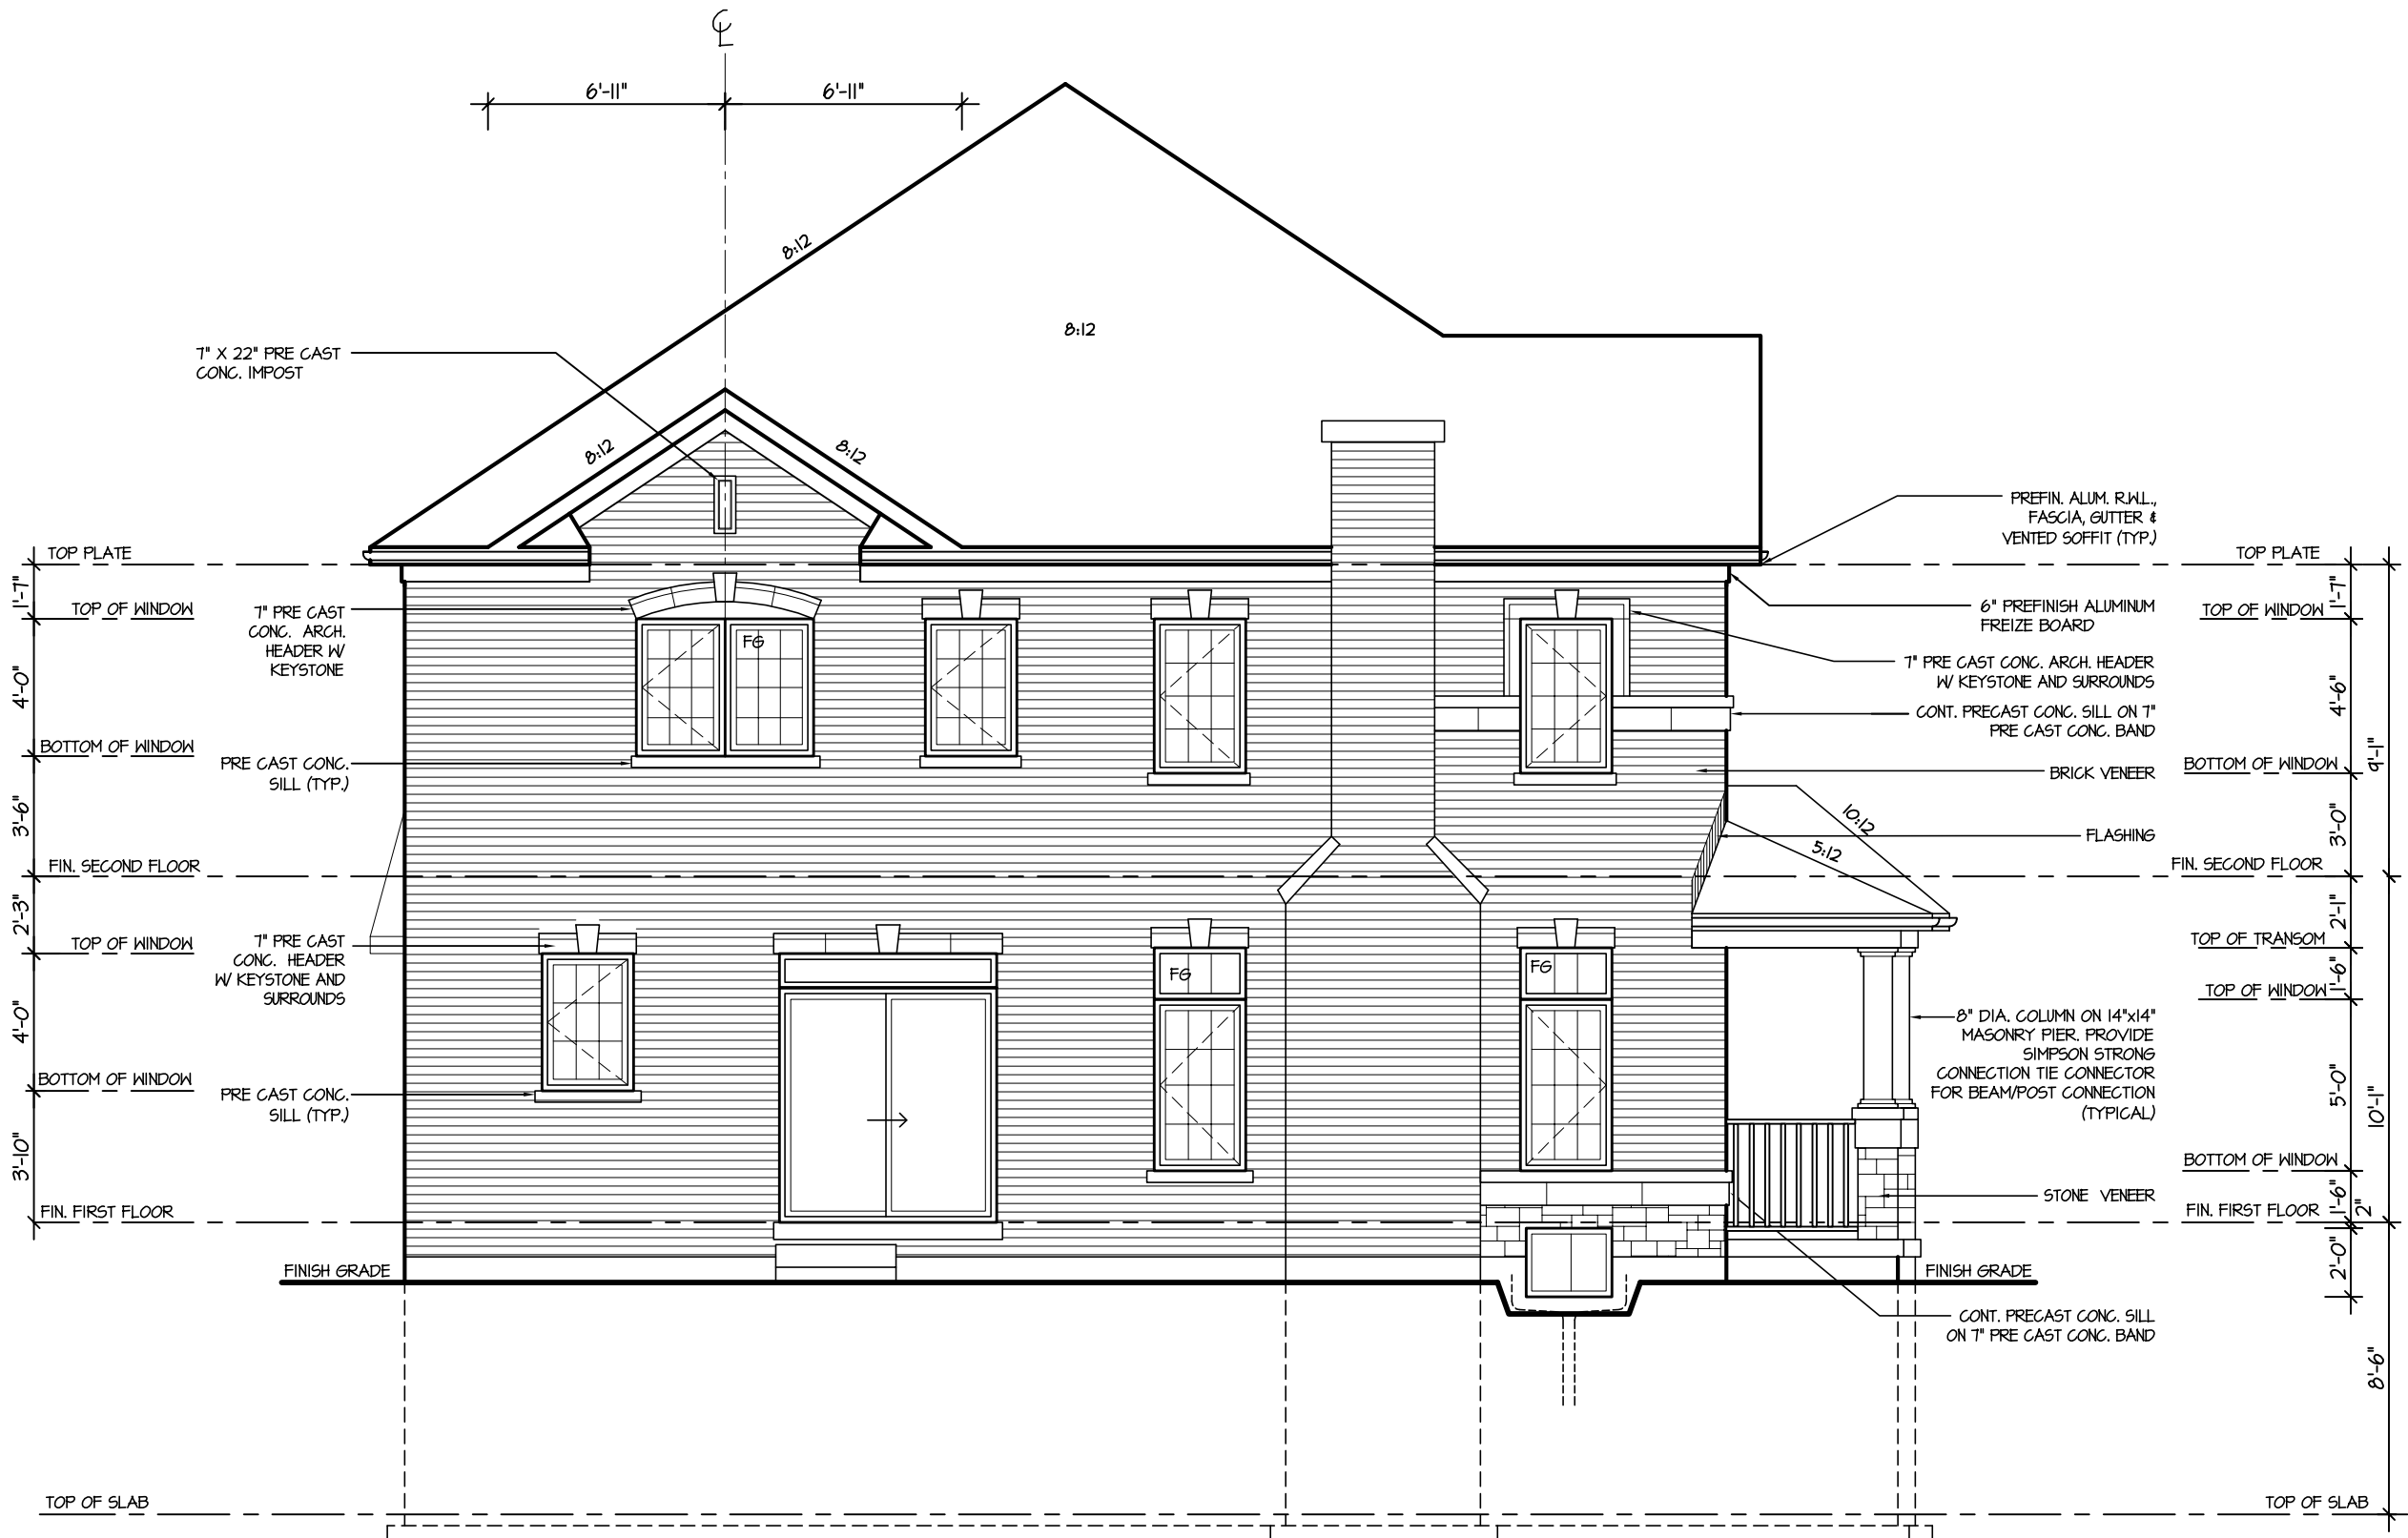 ℄
6'-11"
6'-11"
8:12
8:12
8:12
8:12
7" X 22" PRE CAST
CONC. IMPOST
TOP PLATE
1'-7"
TOP OF WINDOW
4'-0"
BOTTOM OF WINDOW
3'-6"
FIN. SECOND FLOOR
2'-3"
TOP OF WINDOW
4'-0"
BOTTOM OF WINDOW
3'-10"
FIN. FIRST FLOOR
FINISH GRADE
TOP OF SLAB
7" PRE CAST
CONC. ARCH.
HEADER W/
KEYSTONE
PRE CAST CONC.
SILL (TYP.)
7" PRE CAST
CONC. HEADER
W/ KEYSTONE AND
SURROUNDS
PRE CAST CONC.
SILL (TYP.)
FG
FG
FG
10:12
5:12
PREFIN. ALUM. R.W.L.,
FASCIA, GUTTER &
VENTED SOFFIT (TYP.)
6" PREFINISH ALUMINUM
FREIZE BOARD
7" PRE CAST CONC. ARCH. HEADER
W/ KEYSTONE AND SURROUNDS
CONT. PRECAST CONC. SILL ON 7"
PRE CAST CONC. BAND
BRICK VENEER
FLASHING
8" DIA. COLUMN ON 14"x14"
MASONRY PIER. PROVIDE
SIMPSON STRONG
CONNECTION TIE CONNECTOR
FOR BEAM/POST CONNECTION
(TYPICAL)
STONE VENEER
FINISH GRADE
CONT. PRECAST CONC. SILL
ON 7" PRE CAST CONC. BAND
TOP PLATE
1'-7"
TOP OF WINDOW
4'-6"
9'-1"
BOTTOM OF WINDOW
3'-0"
FIN. SECOND FLOOR
2'-1"
TOP OF TRANSOM
1'-6"
TOP OF WINDOW
5'-0"
10'-1"
BOTTOM OF WINDOW
1'-6"
2"
FIN. FIRST FLOOR
2'-0"
8'-6"
TOP OF SLAB